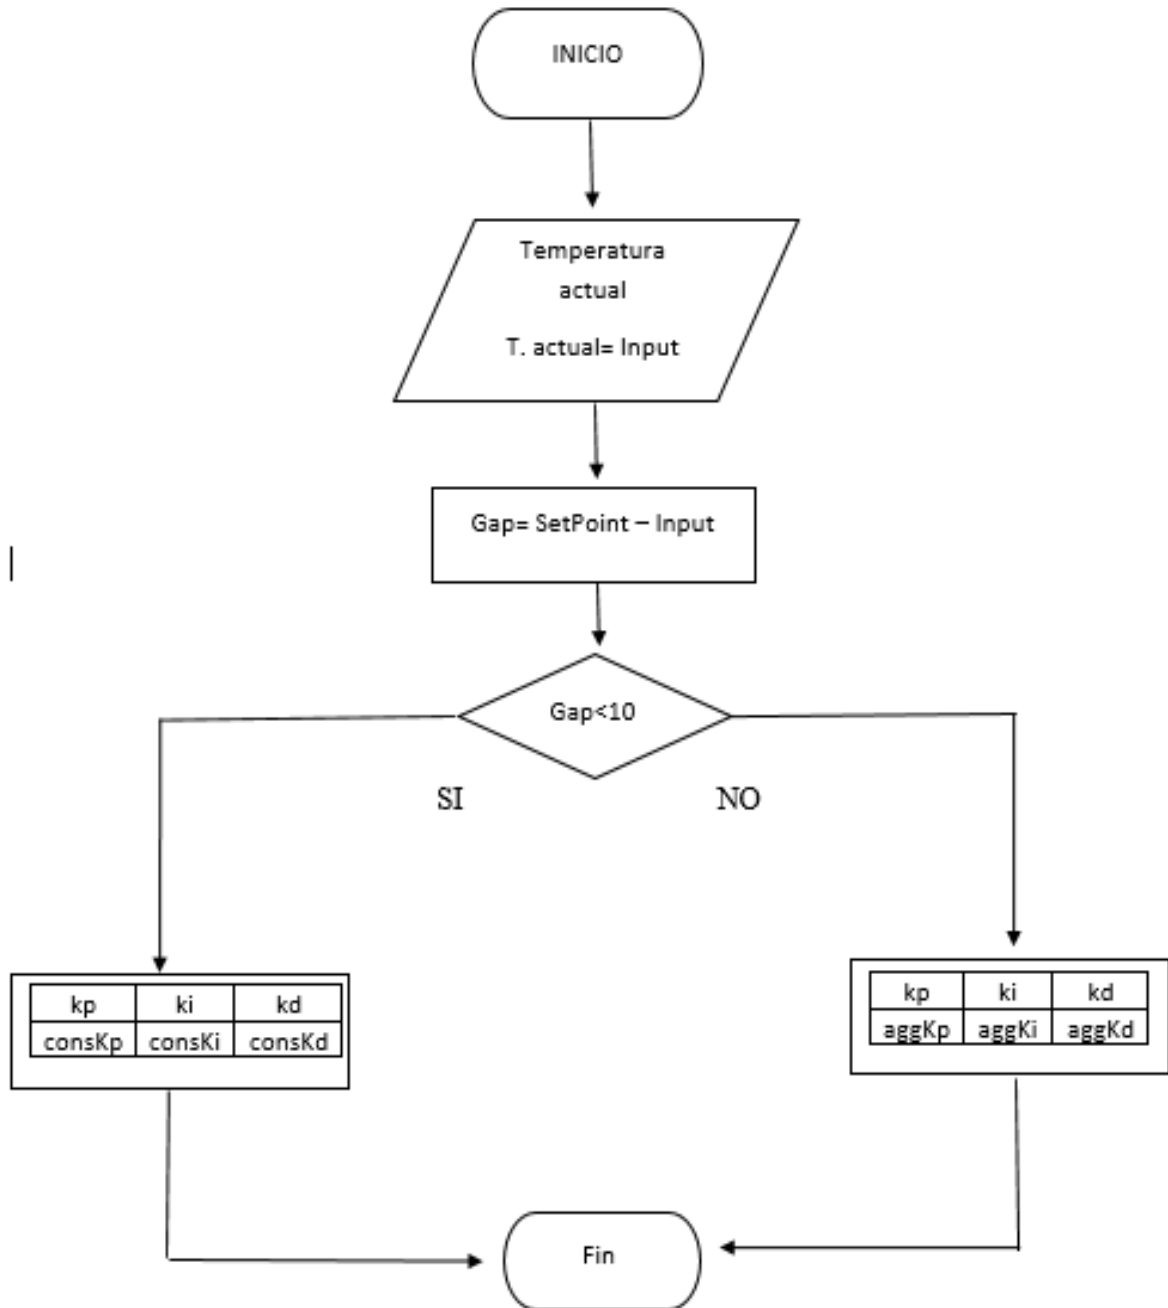 INICIO
Temperatura
actual
T. actual= Input
Gap= SetPoint – Input
Gap<10
SI
NO
kp ki kd
consKp consKi consKd
kp ki kd
aggKp aggKi aggKd
Fin